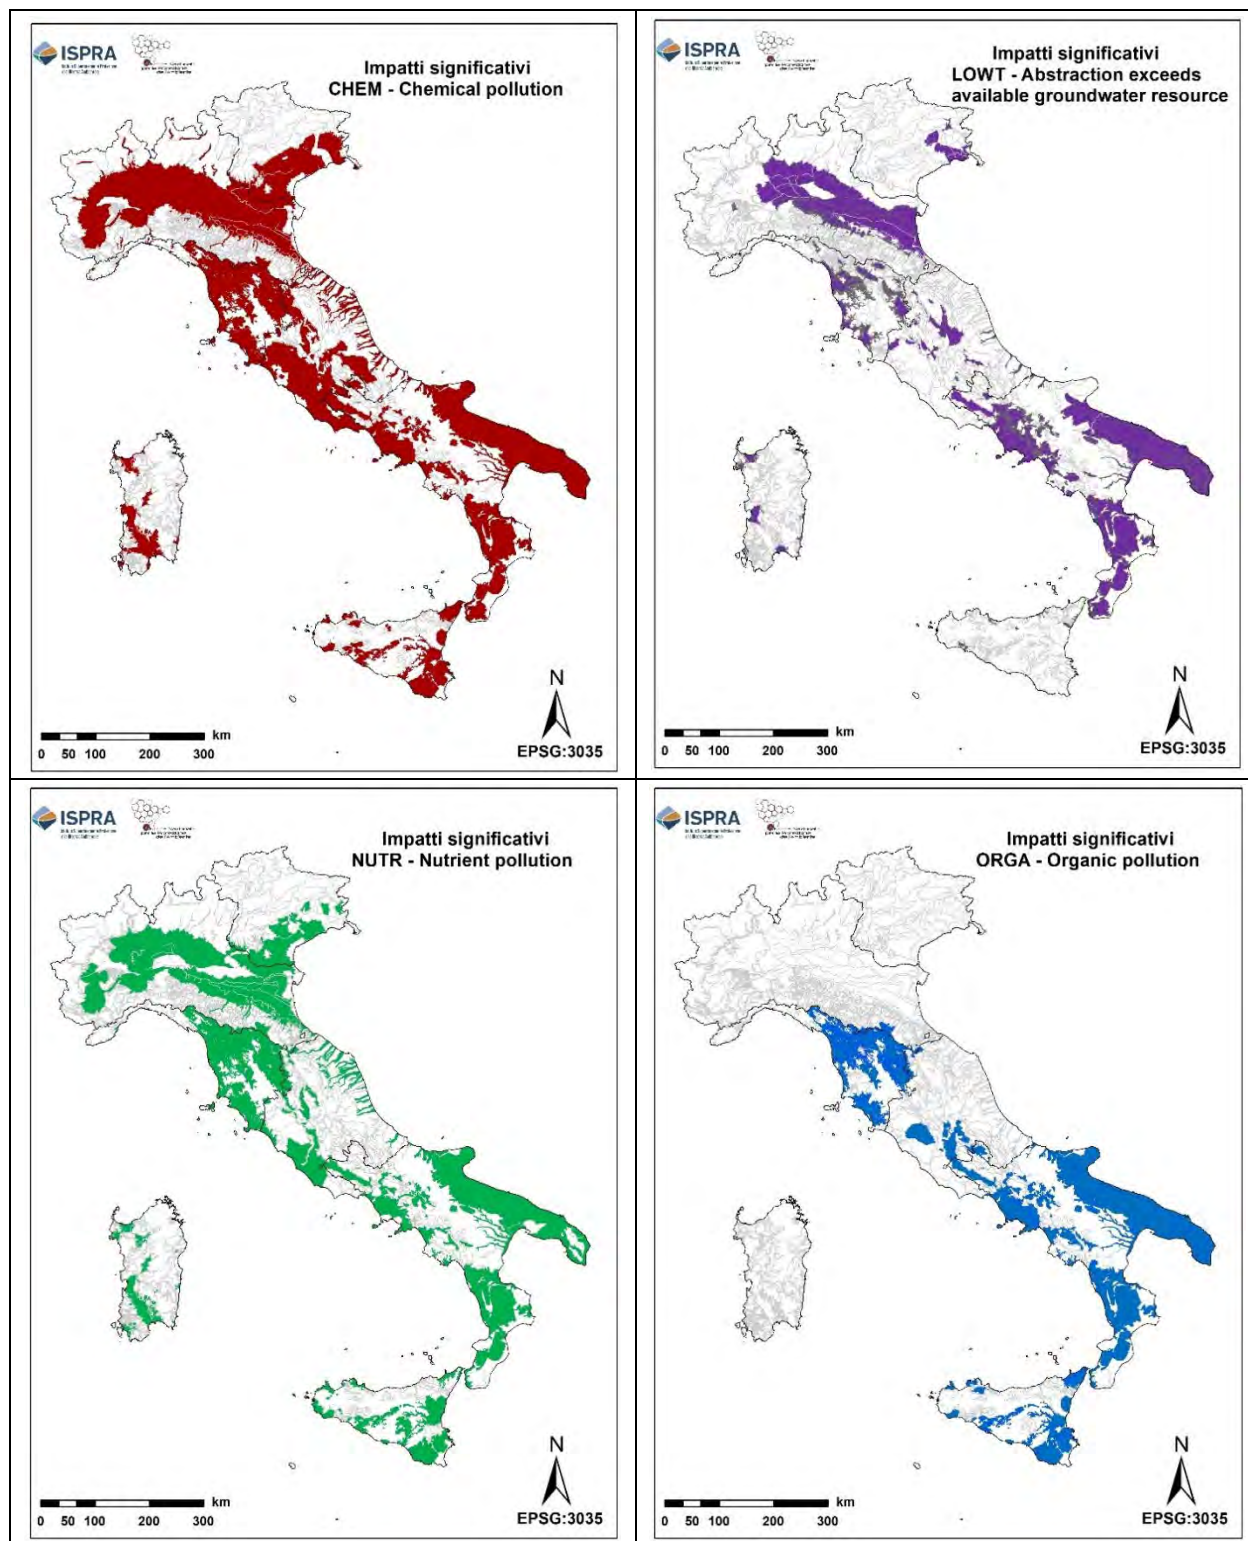 ISPRA
Impatti significativi
CHEM - Chemical pollution
N
km
0 50 100 200 300
EPSG:3035
ISPRA
Impatti significativi
LOWT - Abstraction exceeds
available groundwater resource
N
km
0 50 100 200 300
EPSG:3035
ISPRA
Impatti significativi
NUTR - Nutrient pollution
N
km
0 50 100 200 300
EPSG:3035
ISPRA
Impatti significativi
ORGA - Organic pollution
N
km
0 50 100 200 300
EPSG:3035